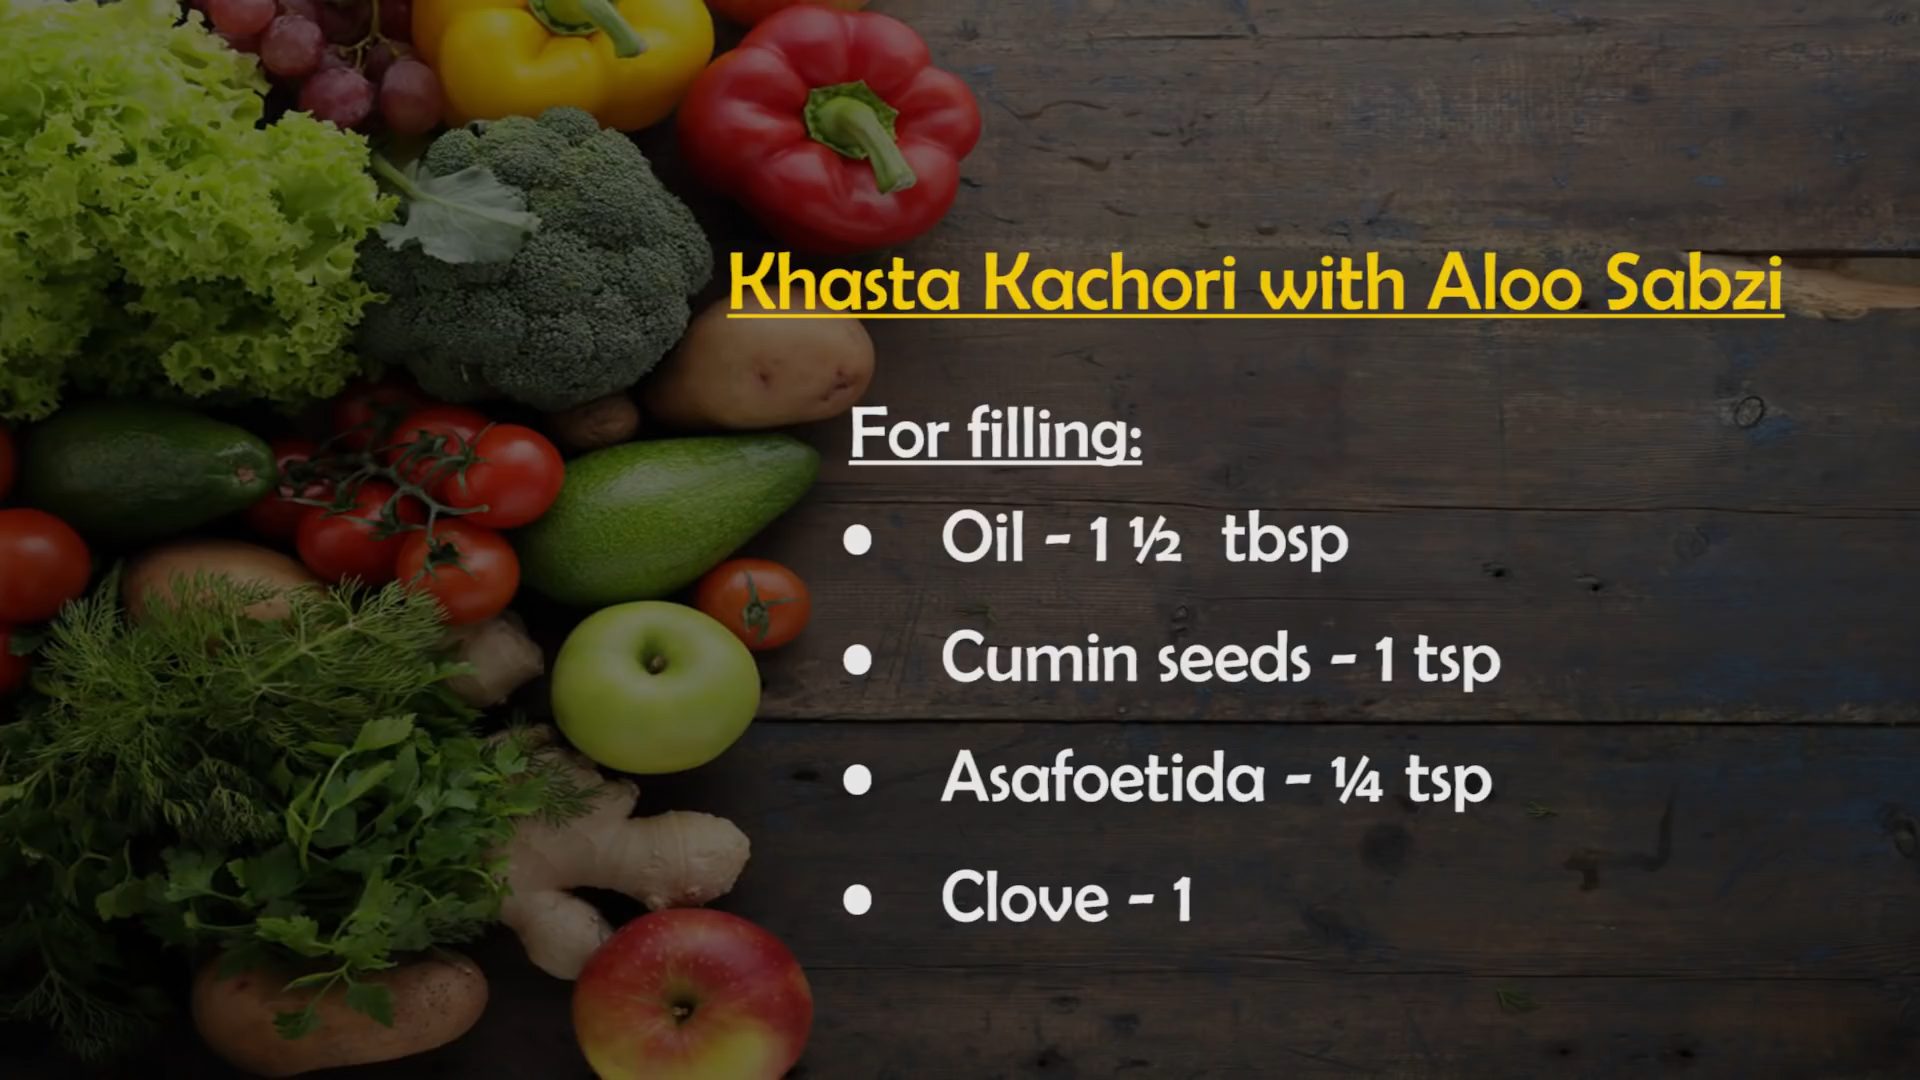 Khasta Kachori with Aloo Sabzi
For filling:
• Oil - 1 ½ tbsp
• Cumin seeds - 1 tsp
• Asafoetida - ¼ tsp
• Clove - 1